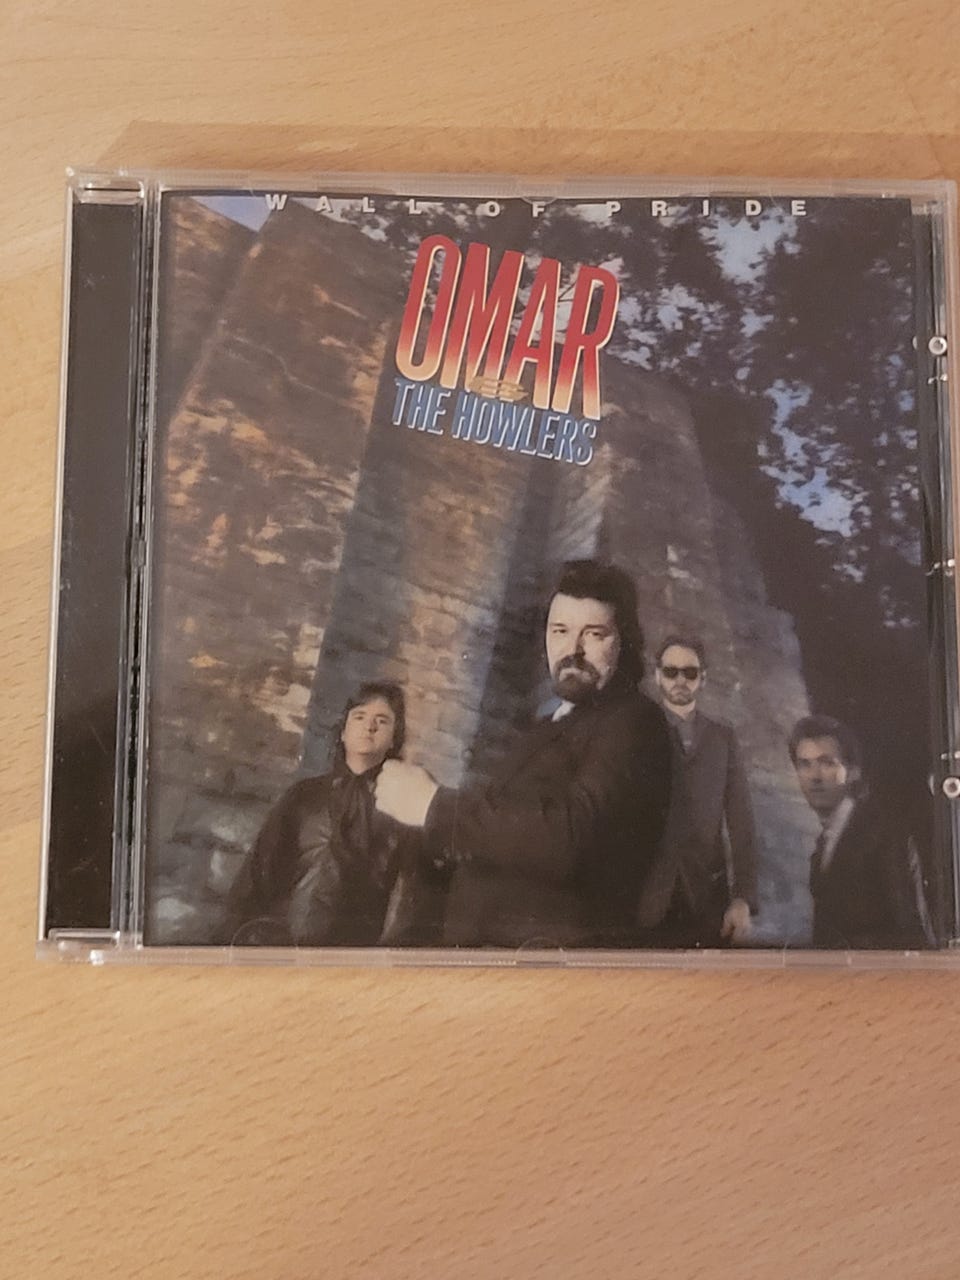 WALL OF PRIDE
OMAR
&
THE HOWLERS